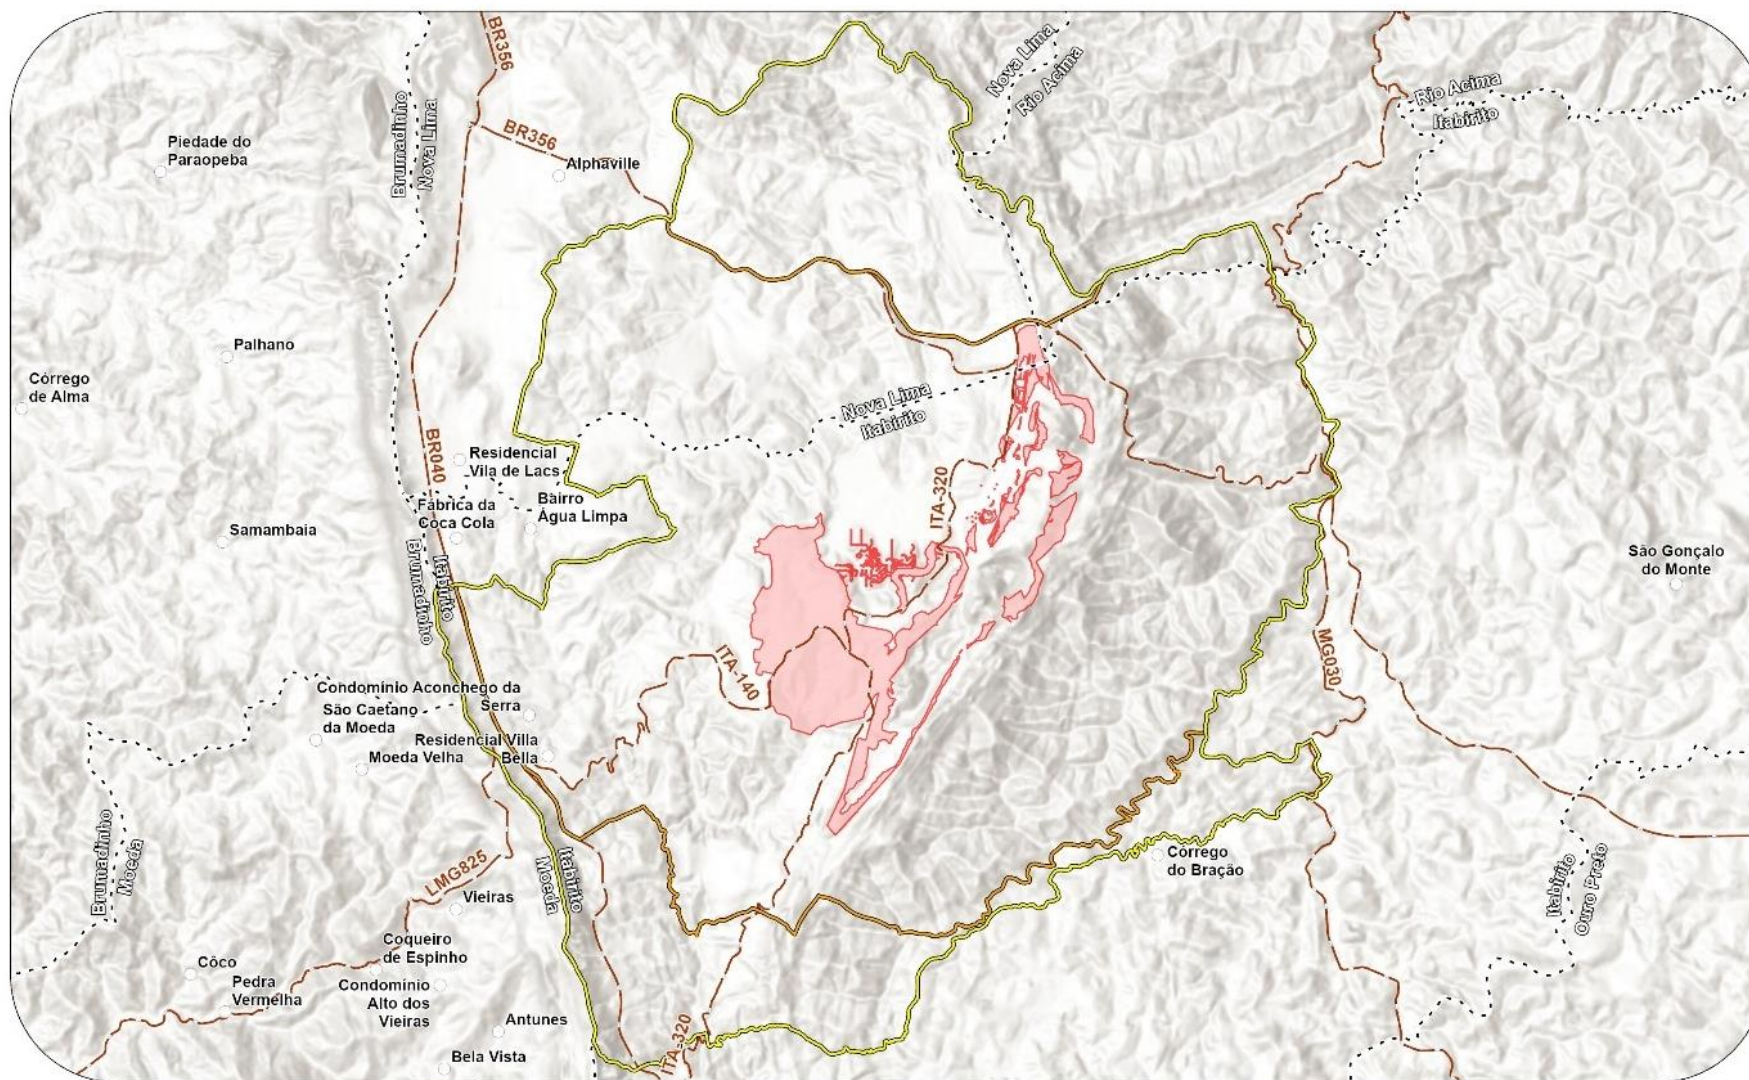 BR356
Nova Lima
Rio Acima
Rio Acima
Itabirito
Brumadinho
Nova Lima
BR356
Piedade do
Paraopeba
Alphaville
Palhano
Córrego
de Alma
Nova Lima
Itabirito
BR040
Residencial
Vila de Lacs
Fábrica da
Coca Cola
Bairro
Água Limpa
ITA-320
Samambaia
Itabirito
Brumadinho
São Gonçalo
do Monte
MG030
ITA-140
Condomínio Aconchego da
Serra
São Caetano
da Moeda
Residencial Villa
Bella
Moeda Velha
Brumadinho
Moeda
LMG825
Itabirito
Moeda
Córrego
do Bração
Itabirito
Ouro Preto
Vieiras
Coqueiro
de Espinho
Côco
Pedra
Vermelha
Condomínio
Alto dos
Vieiras
Antunes
ITA-320
Bela Vista